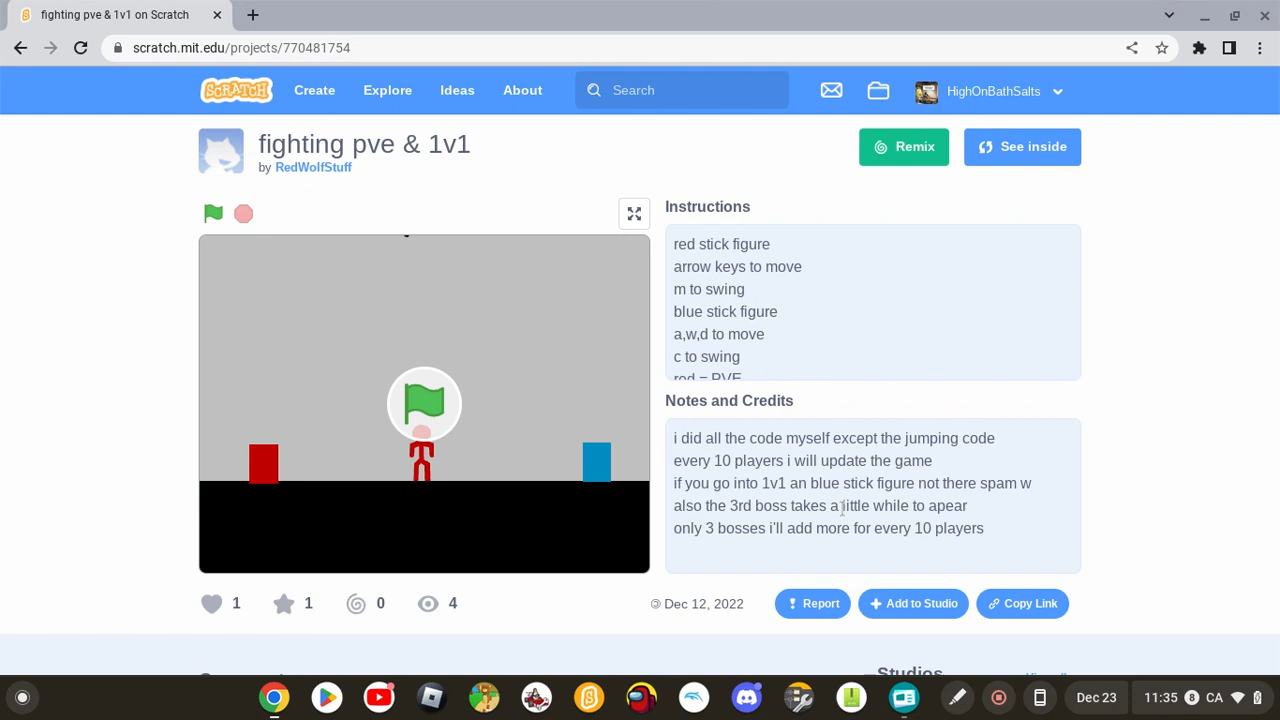 fighting pve & 1v1 on Scratch
scratch.mit.edu/projects/770481754
SCRATCH
Create
Explore
Ideas
About
Search
HighOnBathSalts
fighting pve & 1v1
by RedWolfStuff
Remix
See inside
Instructions
red stick figure
arrow keys to move
m to swing
blue stick figure
a,w,d to move
c to swing
red = PVE
Notes and Credits
i did all the code myself except the jumping code
every 10 players i will update the game
if you go into 1v1 an blue stick figure not there spam w
also the 3rd boss takes a little while to apear
only 3 bosses i'll add more for every 10 players
1
1
0
4
Dec 12, 2022
Report
Add to Studio
Copy Link
Studios
Dec 23
11:35
8
CA